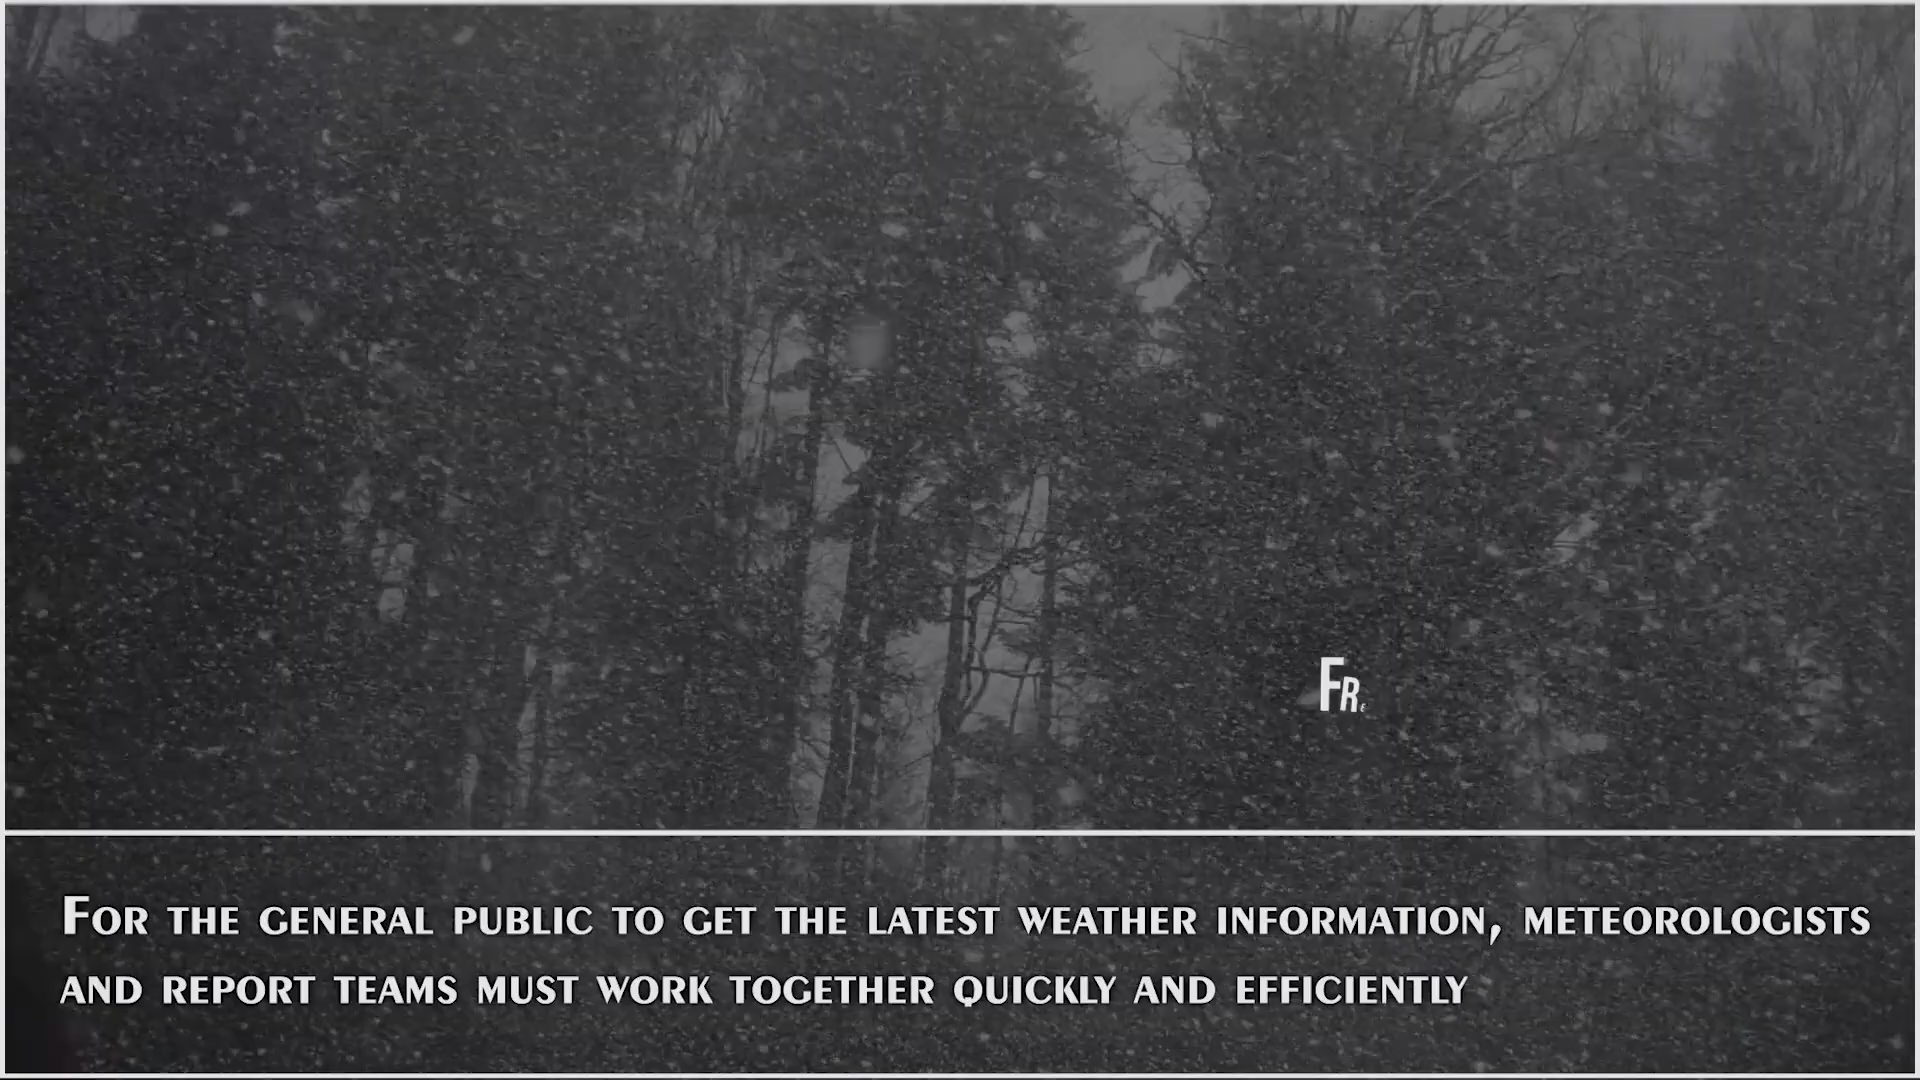 Fr
For the general public to get the latest weather information, meteorologists
and report teams must work together quickly and efficiently